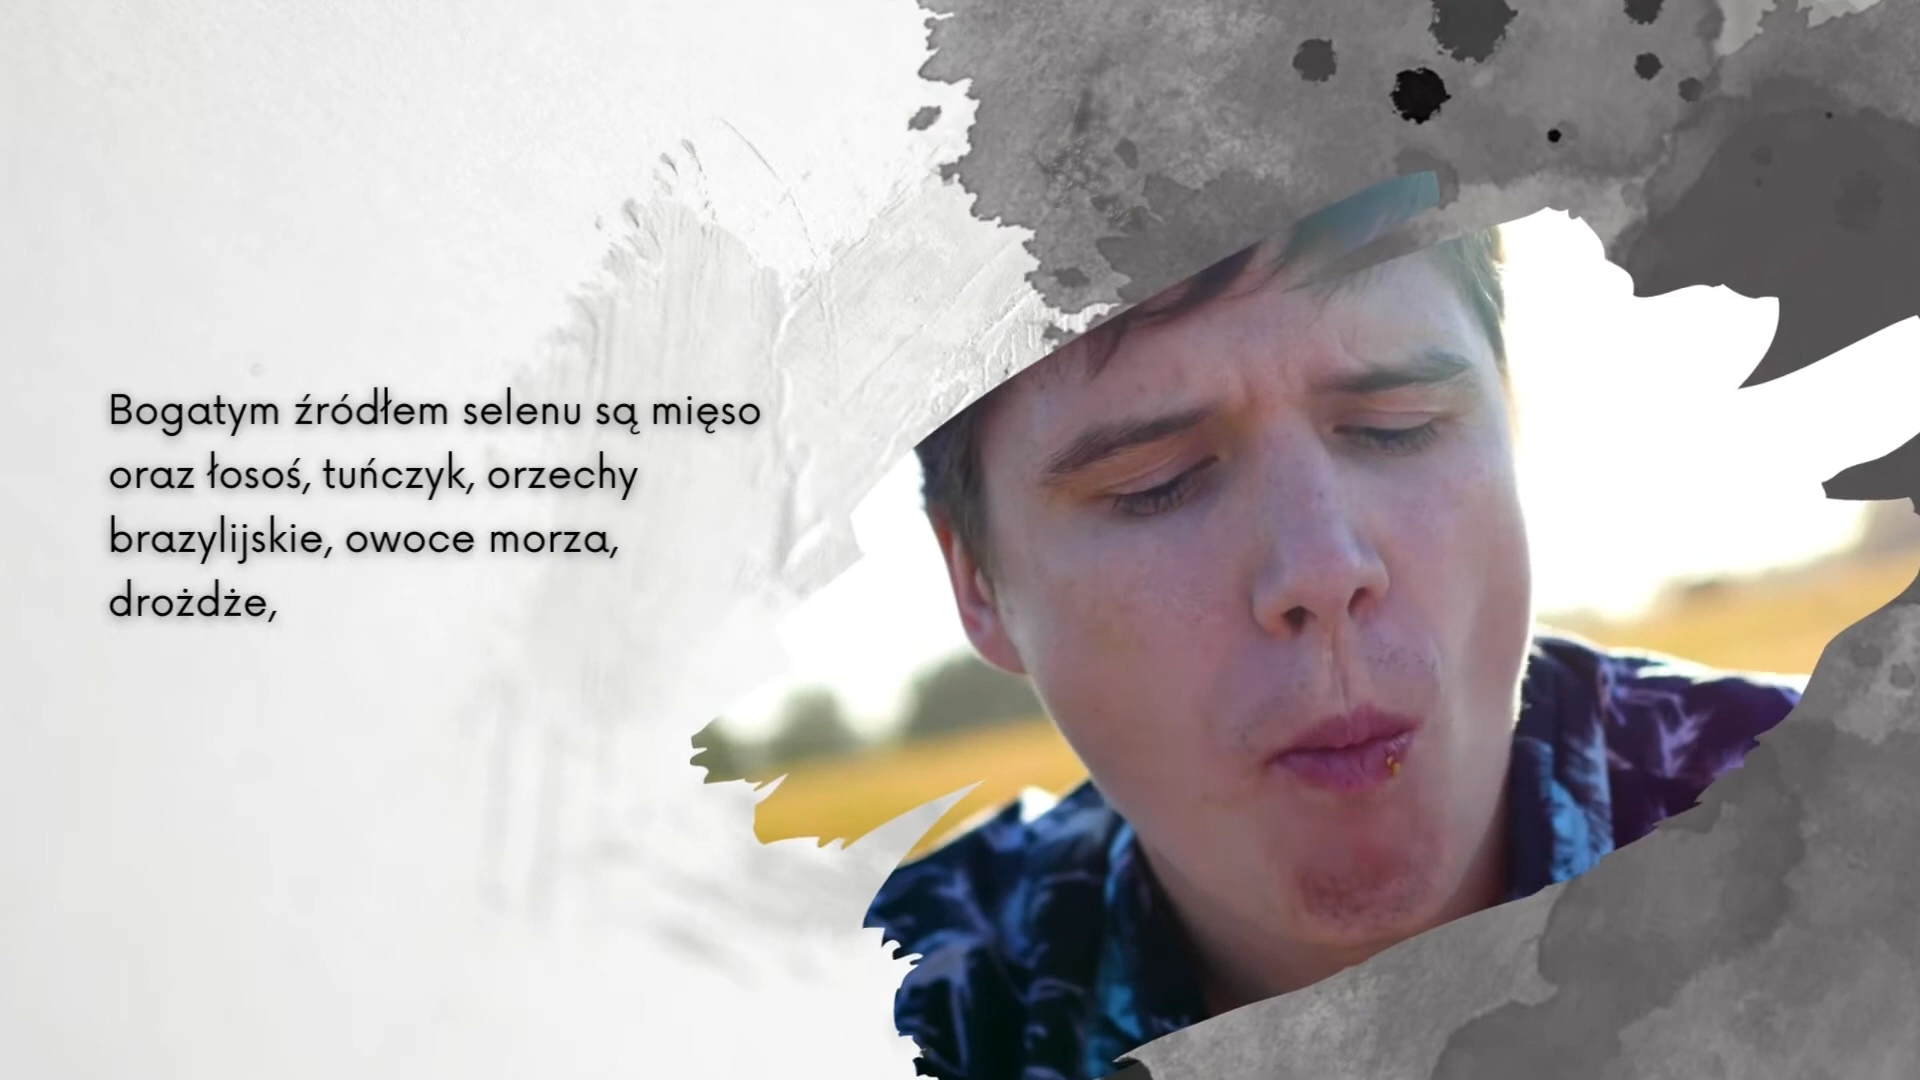 Bogatym źródłem selenu są mięso
oraz łosoś, tuńczyk, orzechy
brazylijskie, owoce morza,
drożdże,